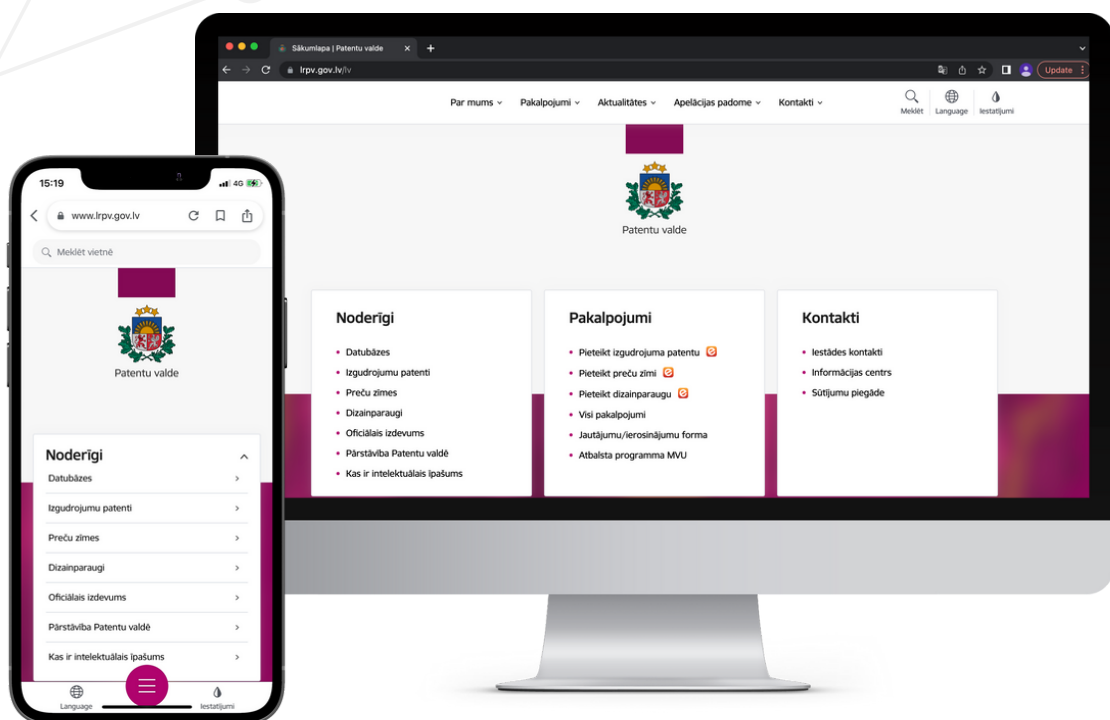 Sākumlapa | Patentu valde
lrpv.gov.lv/lv
Update
Par mums
Pakalpojumi
Aktualitātes
Apelācijas padome
Kontakti
Meklēt
Language
Iestatījumi
Patentu valde
Noderīgi
Datubāzes
Izgudrojumu patenti
Preču zīmes
Dizainparaugi
Oficiālais izdevums
Pārstāvība Patentu valdē
Kas ir intelektuālais īpašums
Pakalpojumi
Pieteikt izgudrojuma patentu
Pieteikt preču zīmi
Pieteikt dizainparaugu
Visi pakalpojumi
Jautājumu/ierosinājumu forma
Atbalsta programma MVU
Kontakti
Iestādes kontakti
Informācijas centrs
Sūtījumu piegāde
15:19
4G
www.lrpv.gov.lv
Meklēt vietnē
Patentu valde
Noderīgi
Datubāzes
Izgudrojumu patenti
Preču zīmes
Dizainparaugi
Oficiālais izdevums
Pārstāvība Patentu valdē
Kas ir intelektuālais īpašums
Language
Iestatījumi